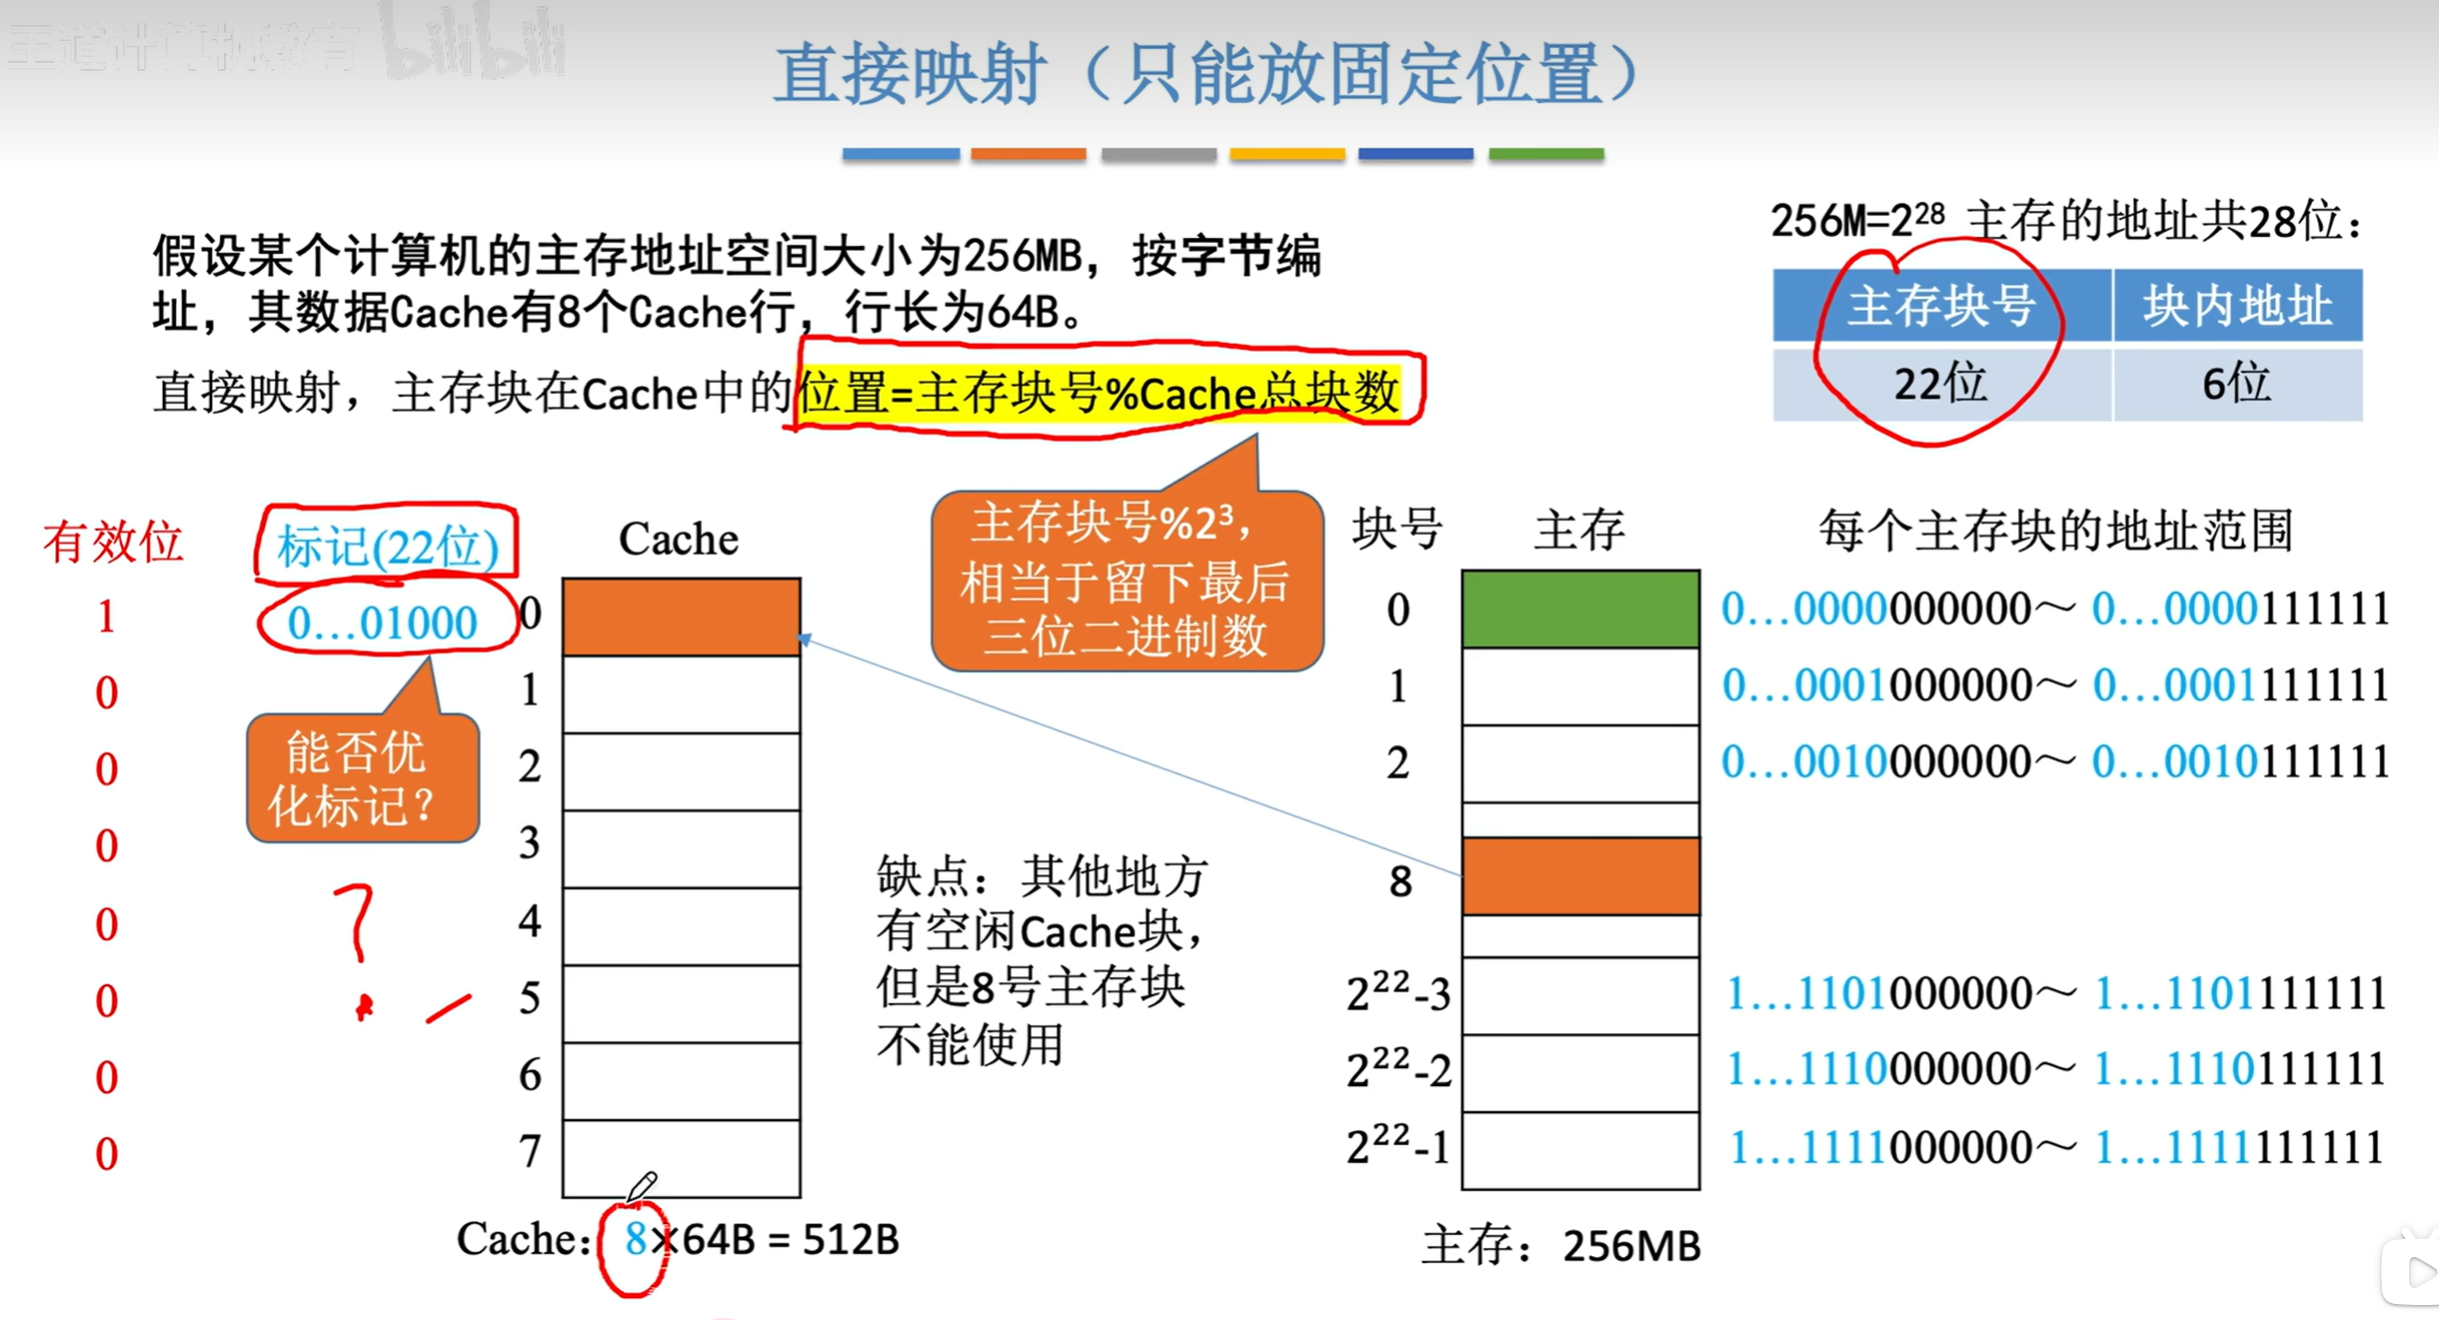 王道计算机教育 bilibili
直接映射（只能放固定位置）
256M=2²⁸ 主存的地址共28位：
主存块号 块内地址
22位 6位
假设某个计算机的主存地址空间大小为256MB，按字节编
址，其数据Cache有8个Cache行，行长为64B。
直接映射，主存块在Cache中的位置=主存块号%Cache总块数
主存块号%2³，
相当于留下最后
三位二进制数
有效位 标记(22位) Cache
1 0...01000 0
0 1
0 2
0 3
0 4
0 5
0 6
0 7
能否优
化标记？
?
Cache：8×64B = 512B
缺点：其他地方
有空闲Cache块，
但是8号主存块
不能使用
块号 主存 每个主存块的地址范围
0 0...0000000000～ 0...0000111111
1 0...0001000000～ 0...0001111111
2 0...0010000000～ 0...0010111111
8
2²²-3 1...1101000000～ 1...1101111111
2²²-2 1...1110000000～ 1...1110111111
2²²-1 1...1111000000～ 1...1111111111
主存：256MB